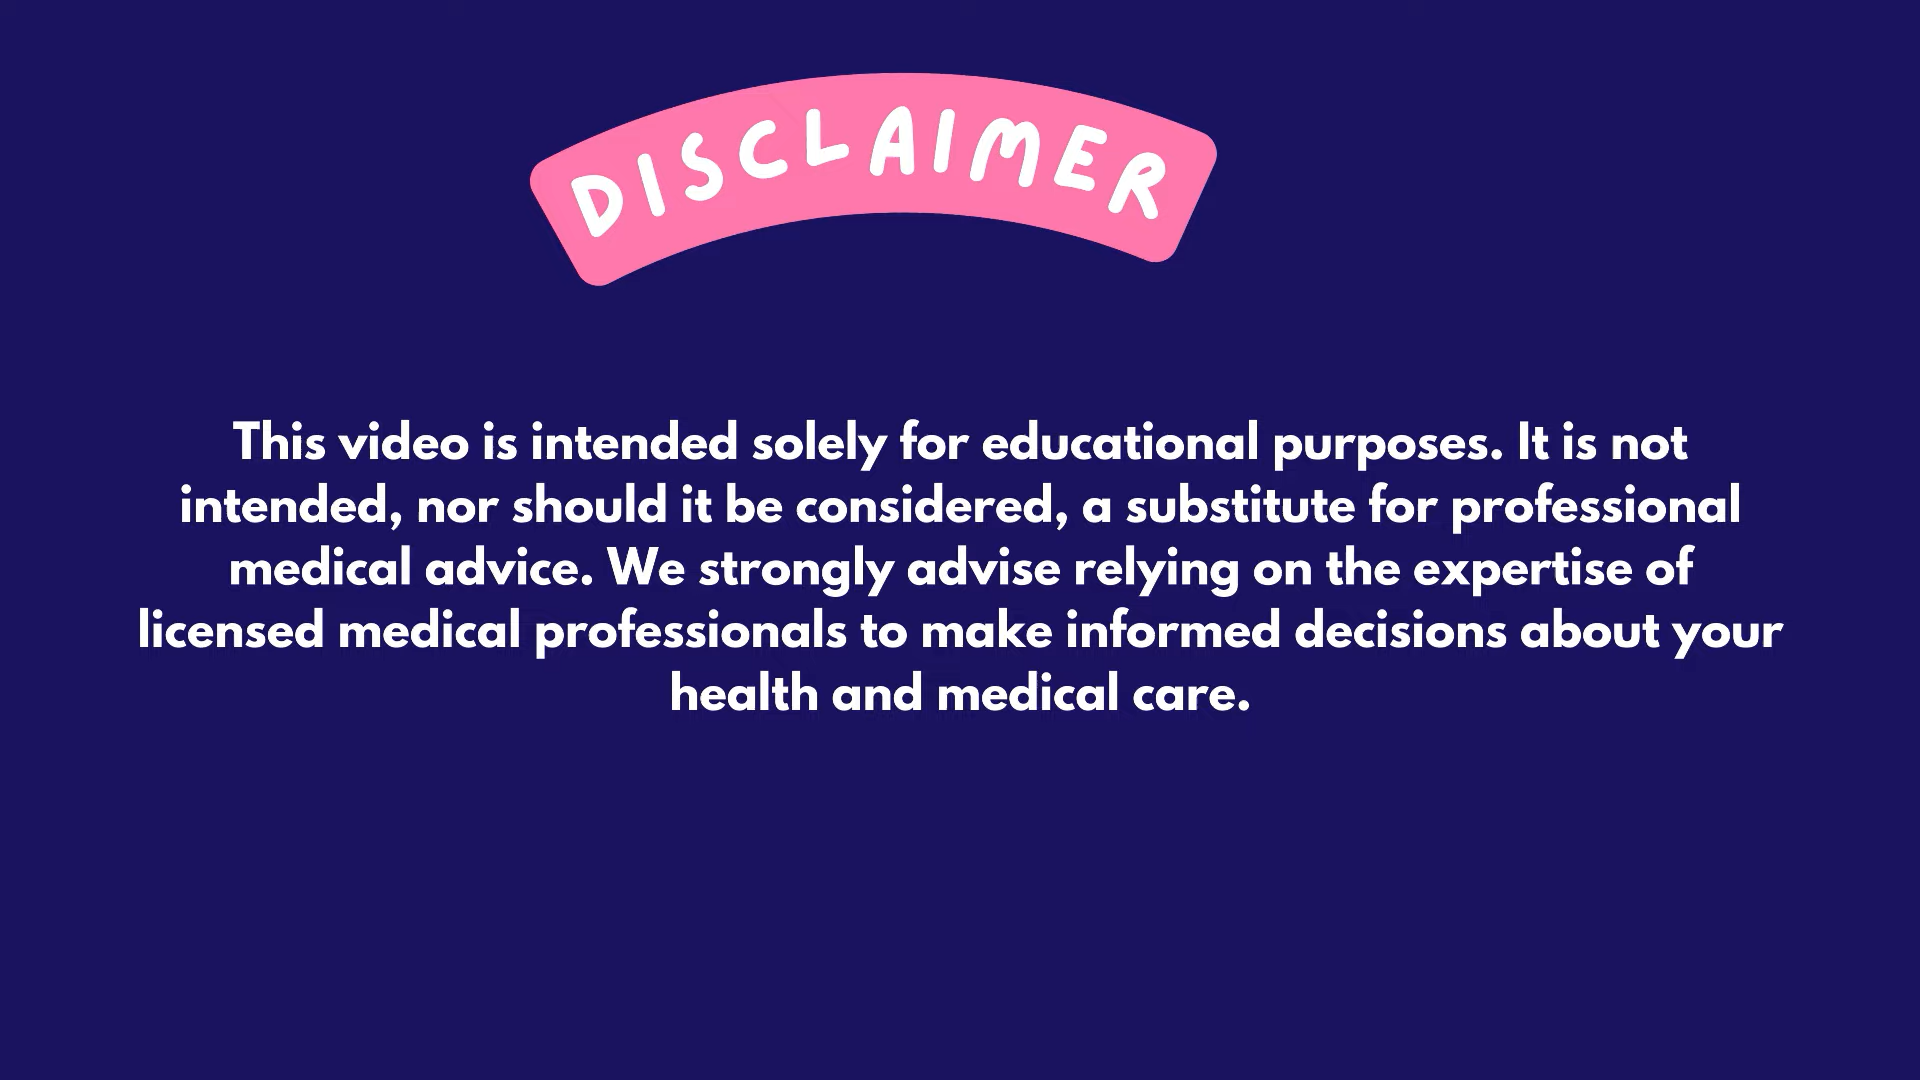 DISCLAIMER
This video is intended solely for educational purposes. It is not
intended, nor should it be considered, a substitute for professional
medical advice. We strongly advise relying on the expertise of
licensed medical professionals to make informed decisions about your
health and medical care.